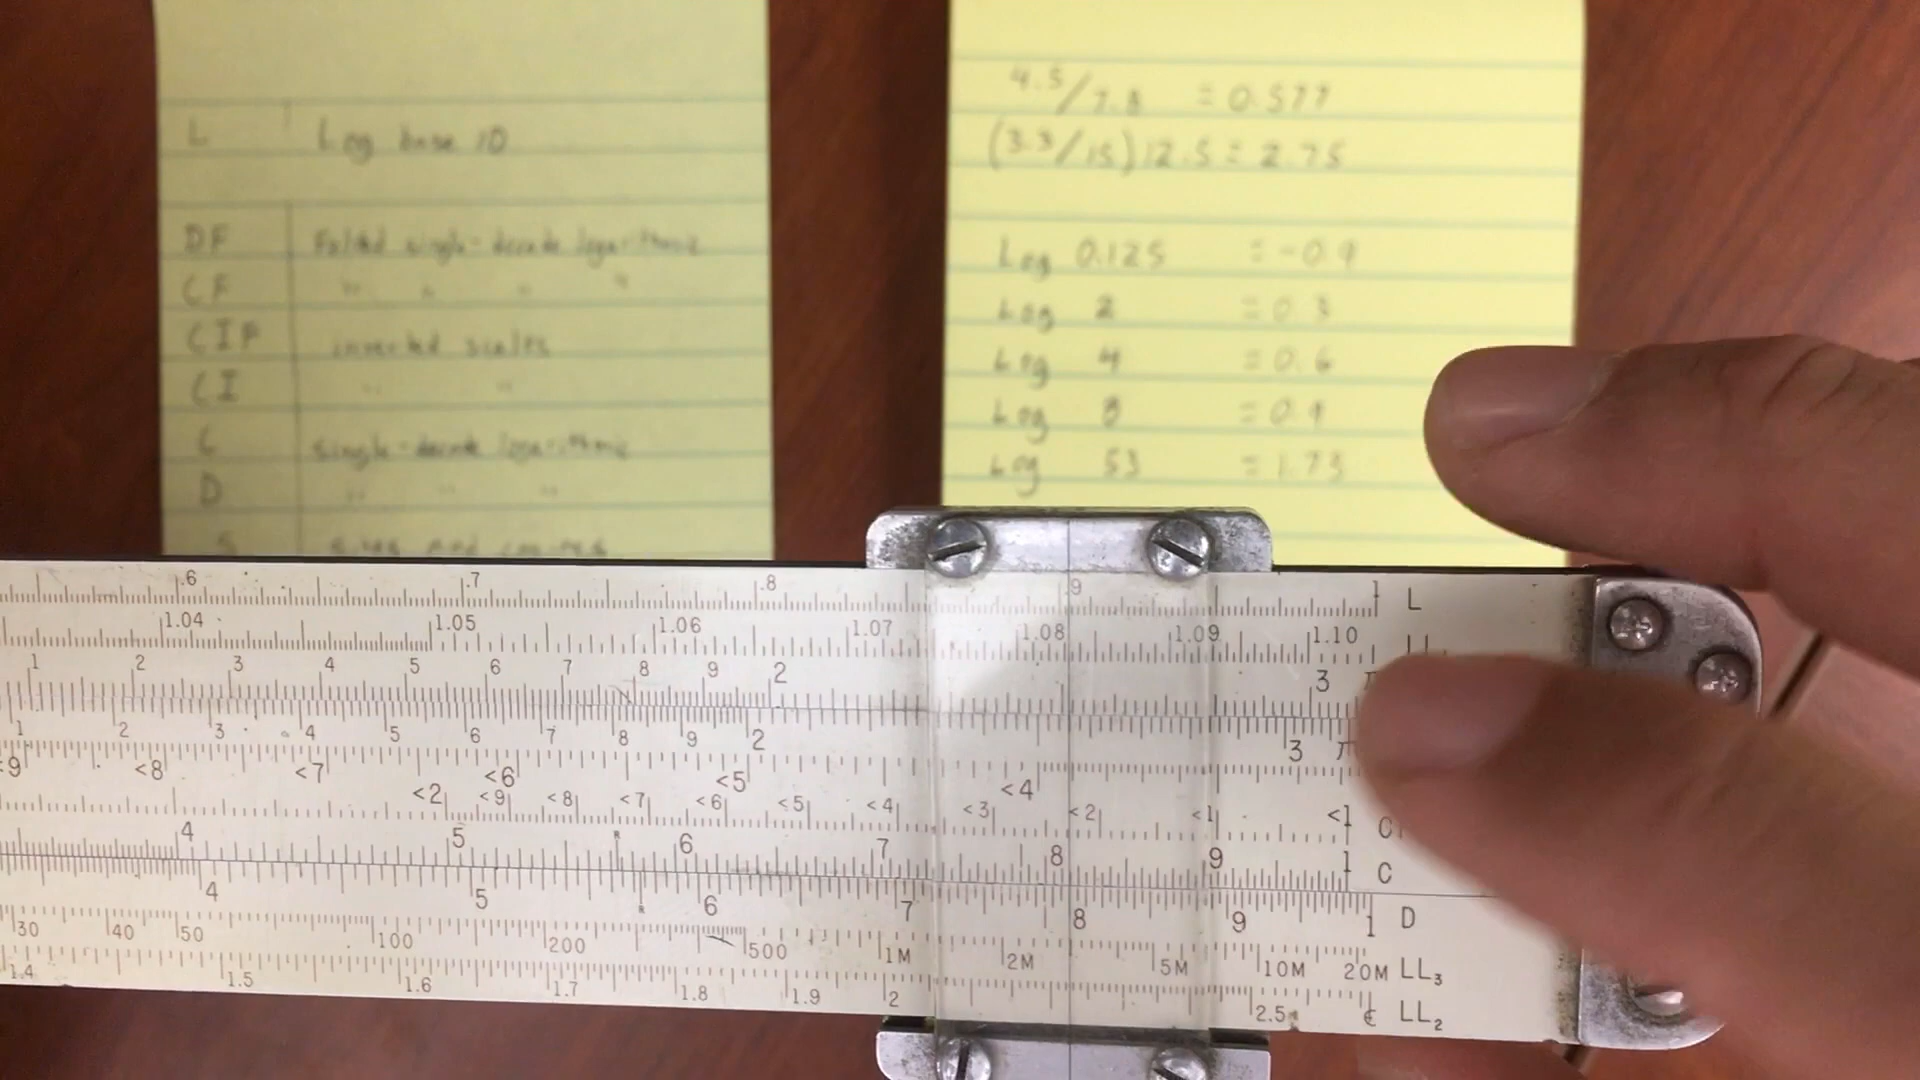 L Log base 10
DF Folded single-decade logarithmic
CF " " " "
CIF inverted scales
CI " "
C single-decade logarithmic
D " " "
S sines and cosines
4.5/7.8 = 0.577
(3.3/15)12.5 = 2.75
Log 0.125 = -0.9
Log 2 = 0.3
Log 4 = 0.6
Log 8 = 0.9
Log 53 = 1.73
.6 .7 .8 .9 1 L
1.04 1.05 1.06 1.07 1.08 1.09 1.10
1 2 3 4 5 6 7 8 9 2 3 π
1 2 3 4 5 6 7 8 9 2 3 π
<9 <8 <7 <6 <5 <4
<2 <9 <8 <7 <6 <5 <4 <3 <2 <1 <1
4 5 R 6 7 8 9 1 C
4 5 R 6 7 8 9 1 D
30 40 50 100 200 500 1M 2M 5M 10M 20M LL3
1.4 1.5 1.6 1.7 1.8 1.9 2 2.5 e LL2